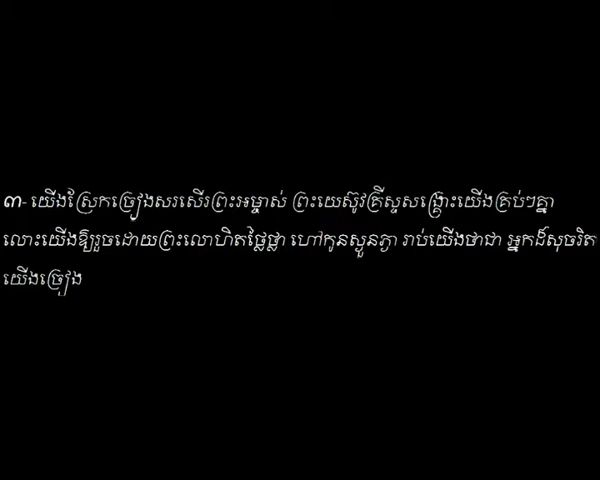 ៣- យើងស្រែកច្រៀងសរសើរព្រះអម្ចាស់ ព្រះយេស៊ូវគ្រីស្ទសង្គ្រោះយើងគ្រប់ៗគ្នា
លោះយើងឱ្យរួចដោយព្រះលោហិតថ្លៃថ្លា ហៅកូនស្ងួនភ្ងា រាប់យើងថាជា អ្នកដ៏សុចរិត
យើងច្រៀង